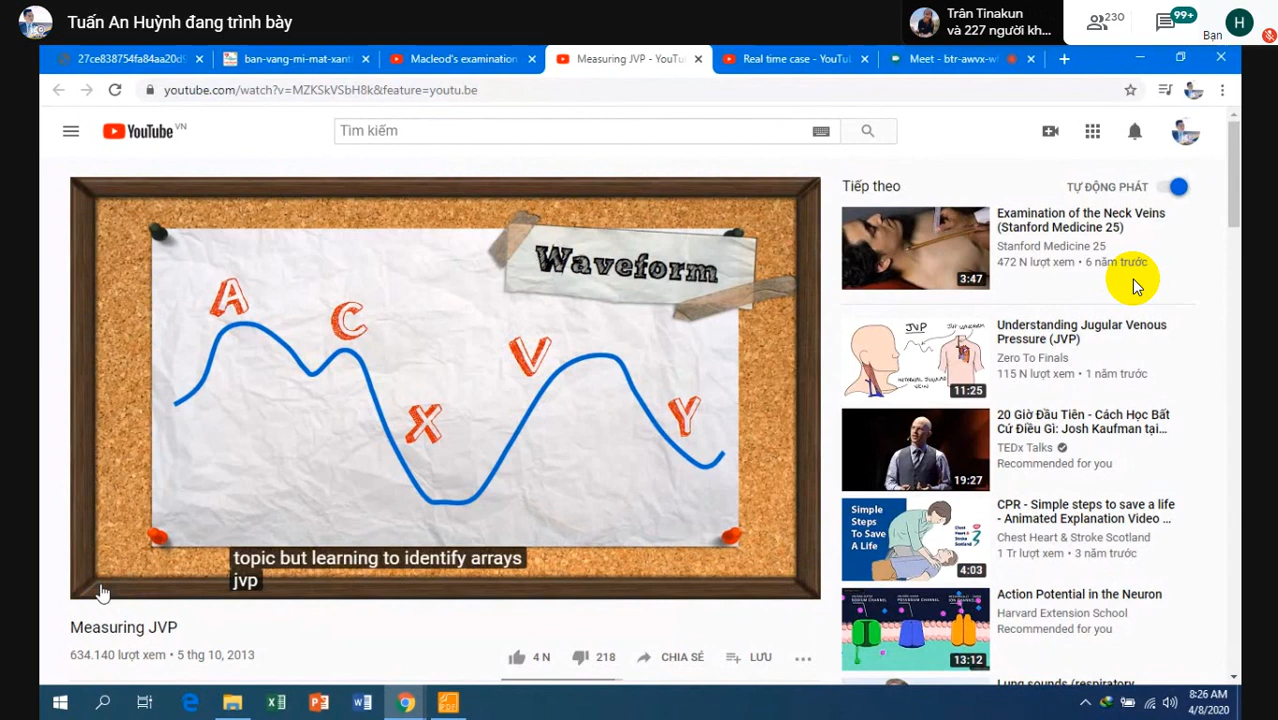 Tuấn An Huỳnh đang trình bày
Trần Tinakun
và 227 người kh...
230
99+
H
Bạn
27ce838754fa84aa20d9
ban-vang-mi-mat-xant
Macleod's examination
Measuring JVP - YouTu
Real time case - YouTub
Meet - btr-awvx-w
youtube.com/watch?v=MZKSkVSbH8k&feature=youtu.be
YouTube VN
Tìm kiếm
Waveform
A
C
V
X
Y
topic but learning to identify arrays
jvp
Measuring JVP
634.140 lượt xem • 5 thg 10, 2013
4 N
218
CHIA SẺ
LƯU
Tiếp theo
TỰ ĐỘNG PHÁT
3:47
Examination of the Neck Veins
(Stanford Medicine 25)
Stanford Medicine 25
472 N lượt xem • 6 năm trước
JVP
11:25
Understanding Jugular Venous
Pressure (JVP)
Zero To Finals
115 N lượt xem • 1 năm trước
19:27
20 Giờ Đầu Tiên - Cách Học Bất
Cứ Điều Gì: Josh Kaufman tại...
TEDx Talks
Recommended for you
Simple
Steps
To Save
A Life
4:03
CPR - Simple steps to save a life
- Animated Explanation Video ...
Chest Heart & Stroke Scotland
1 Tr lượt xem • 3 năm trước
13:12
Action Potential in the Neuron
Harvard Extension School
Recommended for you
Lung sounds (respiratory
8:26 AM
4/8/2020